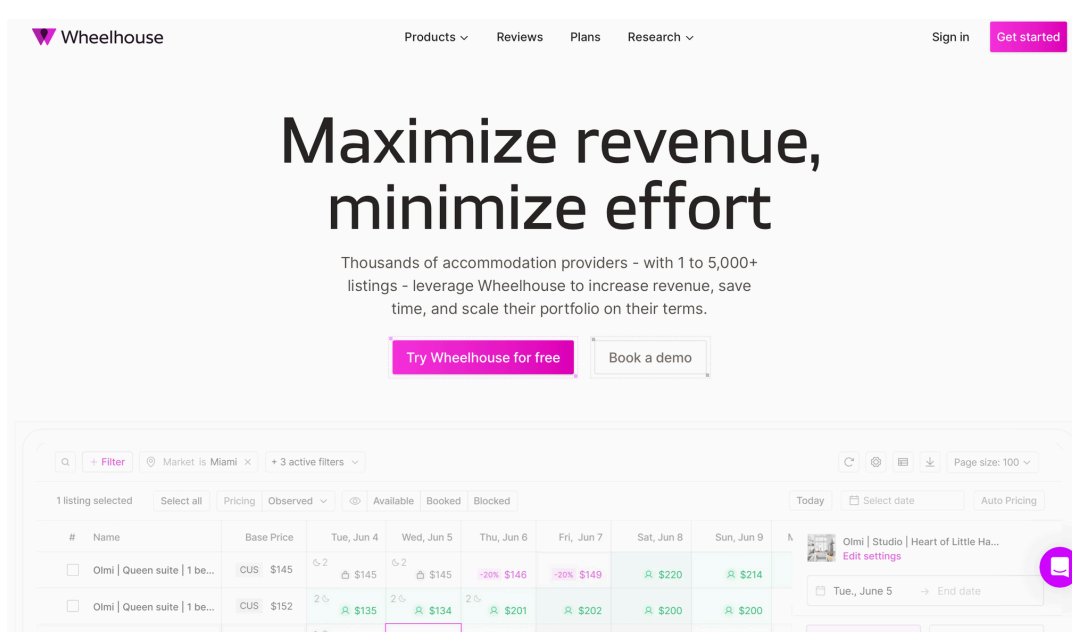 Wheelhouse
Products Reviews Plans Research
Sign in Get started
Maximize revenue,
minimize effort
Thousands of accommodation providers - with 1 to 5,000+
listings - leverage Wheelhouse to increase revenue, save
time, and scale their portfolio on their terms.
Try Wheelhouse for free Book a demo
+ Filter Market is Miami × + 3 active filters Page size: 100
1 listing selected Select all Pricing Observed Available Booked Blocked Today Select date Auto Pricing
# Name Base Price Tue, Jun 4 Wed, Jun 5 Thu, Jun 6 Fri, Jun 7 Sat, Jun 8 Sun, Jun 9
Olmi | Studio | Heart of Little Ha...
Edit settings
2 2
Olmi | Queen suite | 1 be... CUS $145 $145 $145 -20% $146 -20% $149 $220 $214
Tue., June 5 → End date
2 2 2
Olmi | Queen suite | 1 be... CUS $152 $135 $134 $201 $202 $200 $200